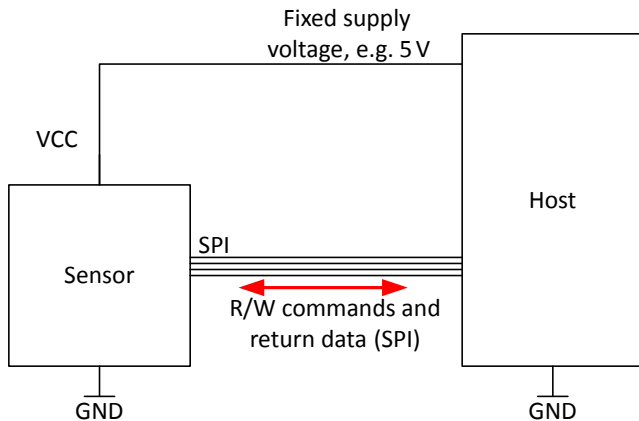 Fixed supply
voltage, e.g. 5 V
VCC
Host
SPI
Sensor
R/W commands and
return data (SPI)
GND
GND